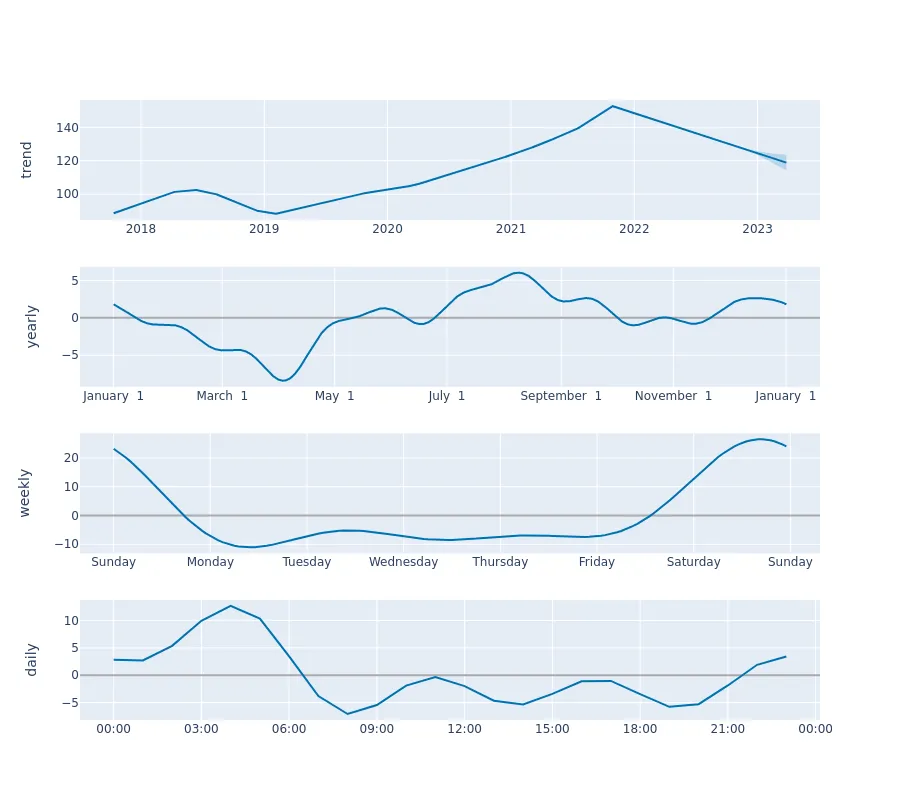 trend
140
120
100
2018 2019 2020 2021 2022 2023
yearly
5
0
−5
January 1 March 1 May 1 July 1 September 1 November 1 January 1
weekly
20
10
0
−10
Sunday Monday Tuesday Wednesday Thursday Friday Saturday Sunday
daily
10
5
0
−5
00:00 03:00 06:00 09:00 12:00 15:00 18:00 21:00 00:00